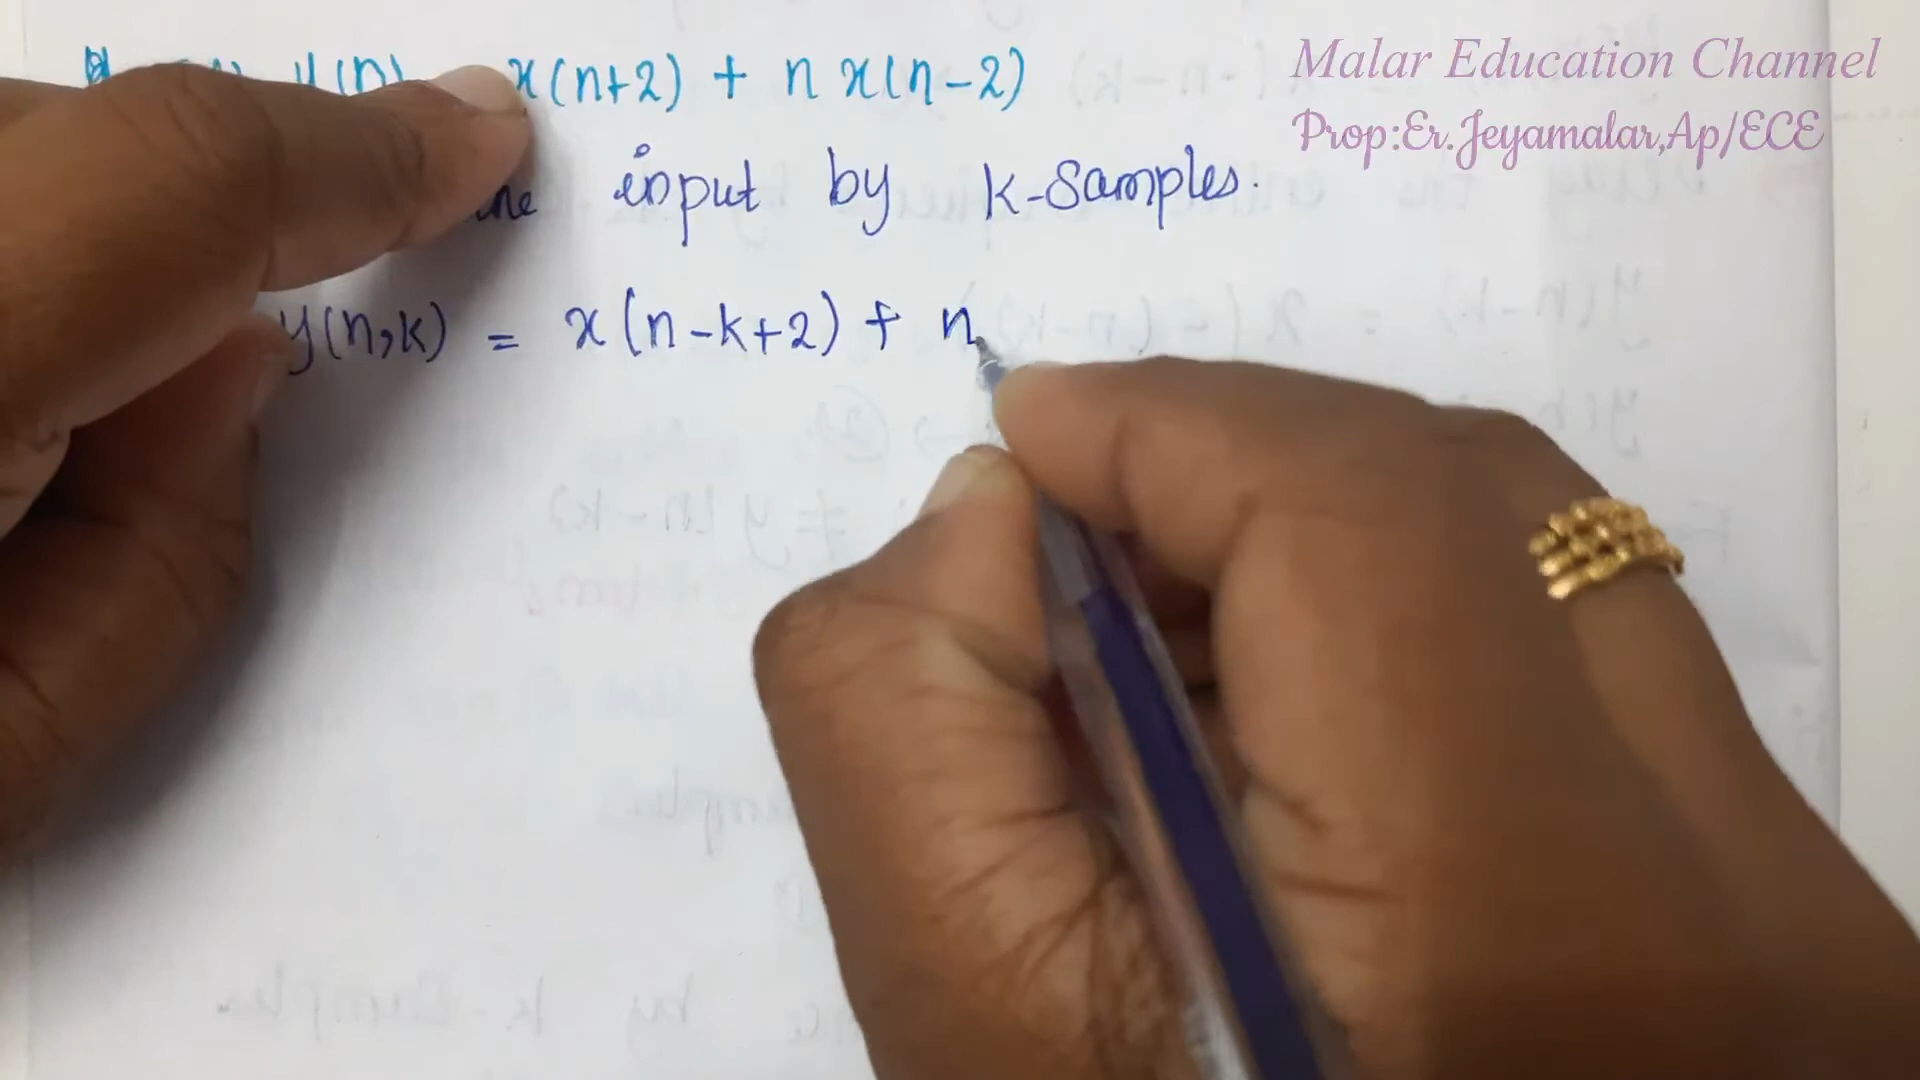 y(n) x(n+2) + n x(n-2)
Malar Education Channel
Prop:Er.Jeyamalar,Ap/ECE
input by k-samples.
y(n,k) = x(n-k+2) + n